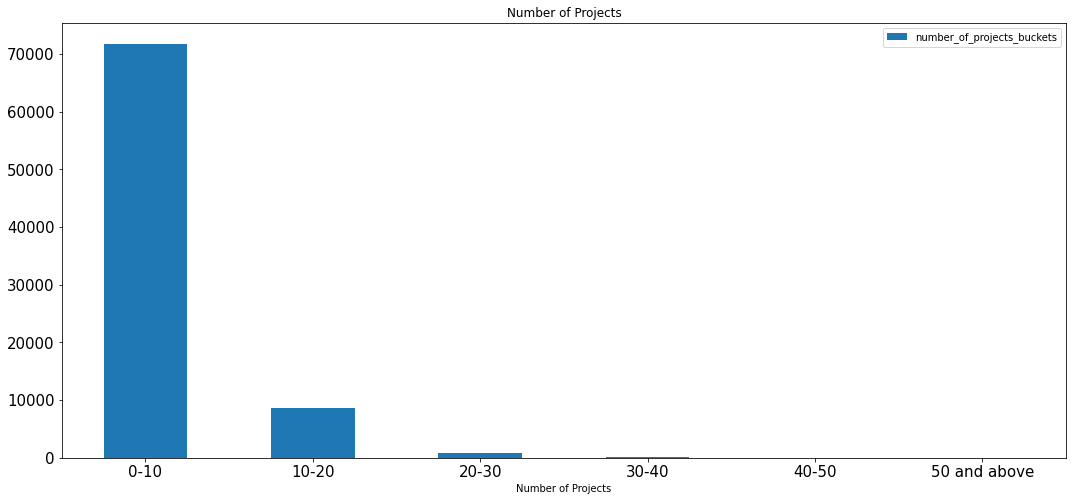 Number of Projects
number_of_projects_buckets
70000
60000
50000
40000
30000
20000
10000
0
0-10 10-20 20-30 30-40 40-50 50 and above
Number of Projects